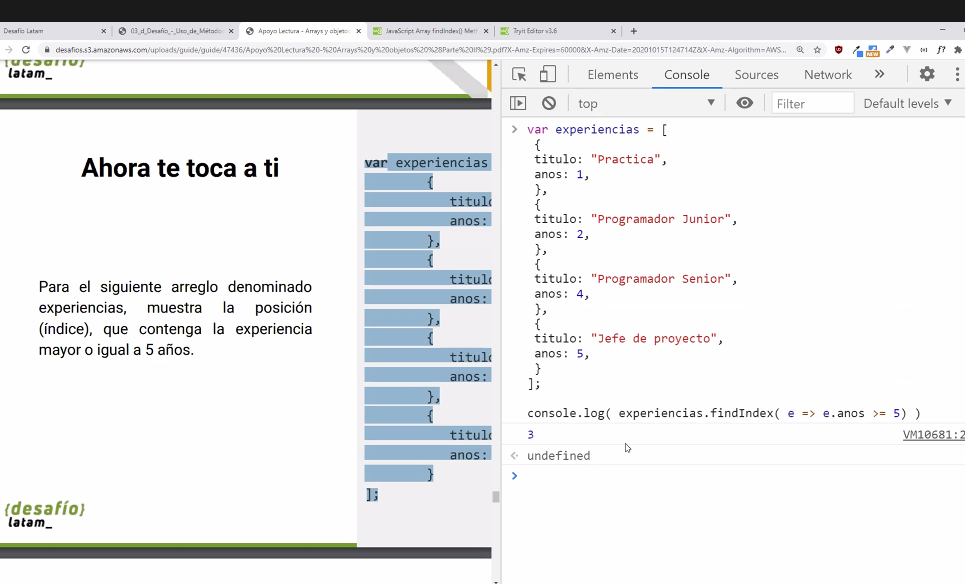 Desafío Latam
03_d_Desafío_-_Uso_de_Método
Apoyo Lectura - Arrays y objeto
JavaScript Array findIndex() Met
Tryit Editor v3.6
desafios.s3.amazonaws.com/uploads/guide/guide/47436/Apoyo%20Lectura%20-%20Arrays%20y%20objetos%20%28Parte%20II%29.pdf?X-Amz-Expires=60000&X-Amz-Date=20201015T124714Z&X-Amz-Algorithm=AWS...
{desafío}
latam_
Ahora te toca a ti
Para el siguiente arreglo denominado
experiencias, muestra la posición
(índice), que contenga la experiencia
mayor o igual a 5 años.
{desafío}
latam_
var experiencias
{
titulo
anos:
},
{
titulo
anos:
},
{
titulo
anos:
},
{
titulo
anos:
}
];
Elements Console Sources Network »
top Filter Default levels ▼
var experiencias = [
{
titulo: "Practica",
anos: 1,
},
{
titulo: "Programador Junior",
anos: 2,
},
{
titulo: "Programador Senior",
anos: 4,
},
{
titulo: "Jefe de proyecto",
anos: 5,
}
];
console.log( experiencias.findIndex( e => e.anos >= 5) )
3 VM10681:2
undefined